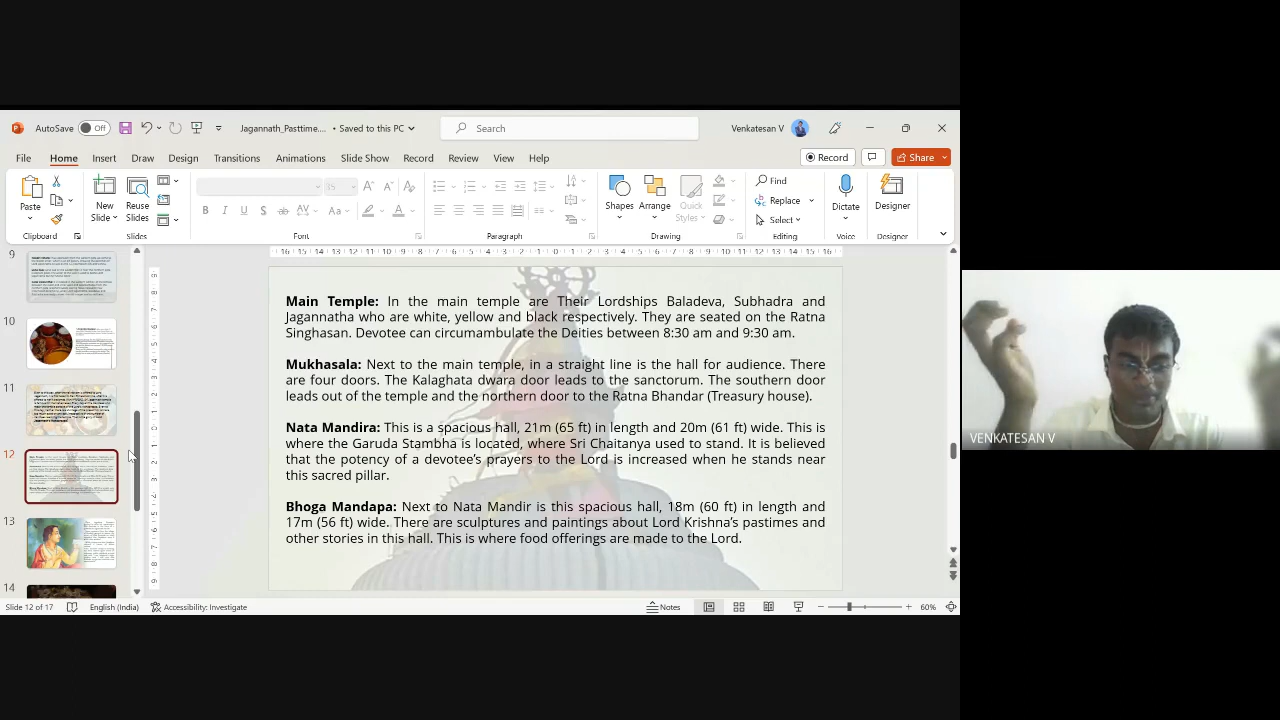 AutoSave Off Jagannath_Pasttime.... • Saved to this PC Search Venkatesan V
File Home Insert Draw Design Transitions Animations Slide Show Record Review View Help Record Share
Paste New Slide Reuse Slides Shapes Arrange Quick Styles Find Replace Select Dictate Designer
Clipboard Slides Font Paragraph Drawing Editing Voice Designer
9
10
11
12
13
14
Main Temple: In the main temple are Their Lordships Baladeva, Subhadra and
Jagannatha who are white, yellow and black respectively. They are seated on the Ratna
Singhasan. Devotee can circumambulate the Deities between 8:30 am and 9:30 pm.
Mukhasala: Next to the main temple, in a straight line is the hall for audience. There
are four doors. The Kalaghata dwara door leads to the sanctorum. The southern door
leads out of the temple and the northern door to the Ratna Bhandar (Treasure house).
Nata Mandira: This is a spacious hall, 21m (65 ft) in length and 20m (61 ft) wide. This is
where the Garuda Stambha is located, where Sri Chaitanya used to stand. It is believed
that potency of a devotee's prayers to the Lord is increased when offered near
this sacred pillar.
Bhoga Mandapa: Next to Nata Mandir is this spacious hall, 18m (60 ft) in length and
17m (56 ft) wide. There are sculptures and paintings about Lord Krishna's pastimes and
other stories in this hall. This is where huge offerings are made to the Lord.
Slide 12 of 17 English (India) Accessibility: Investigate Notes 60%
VENKATESAN V